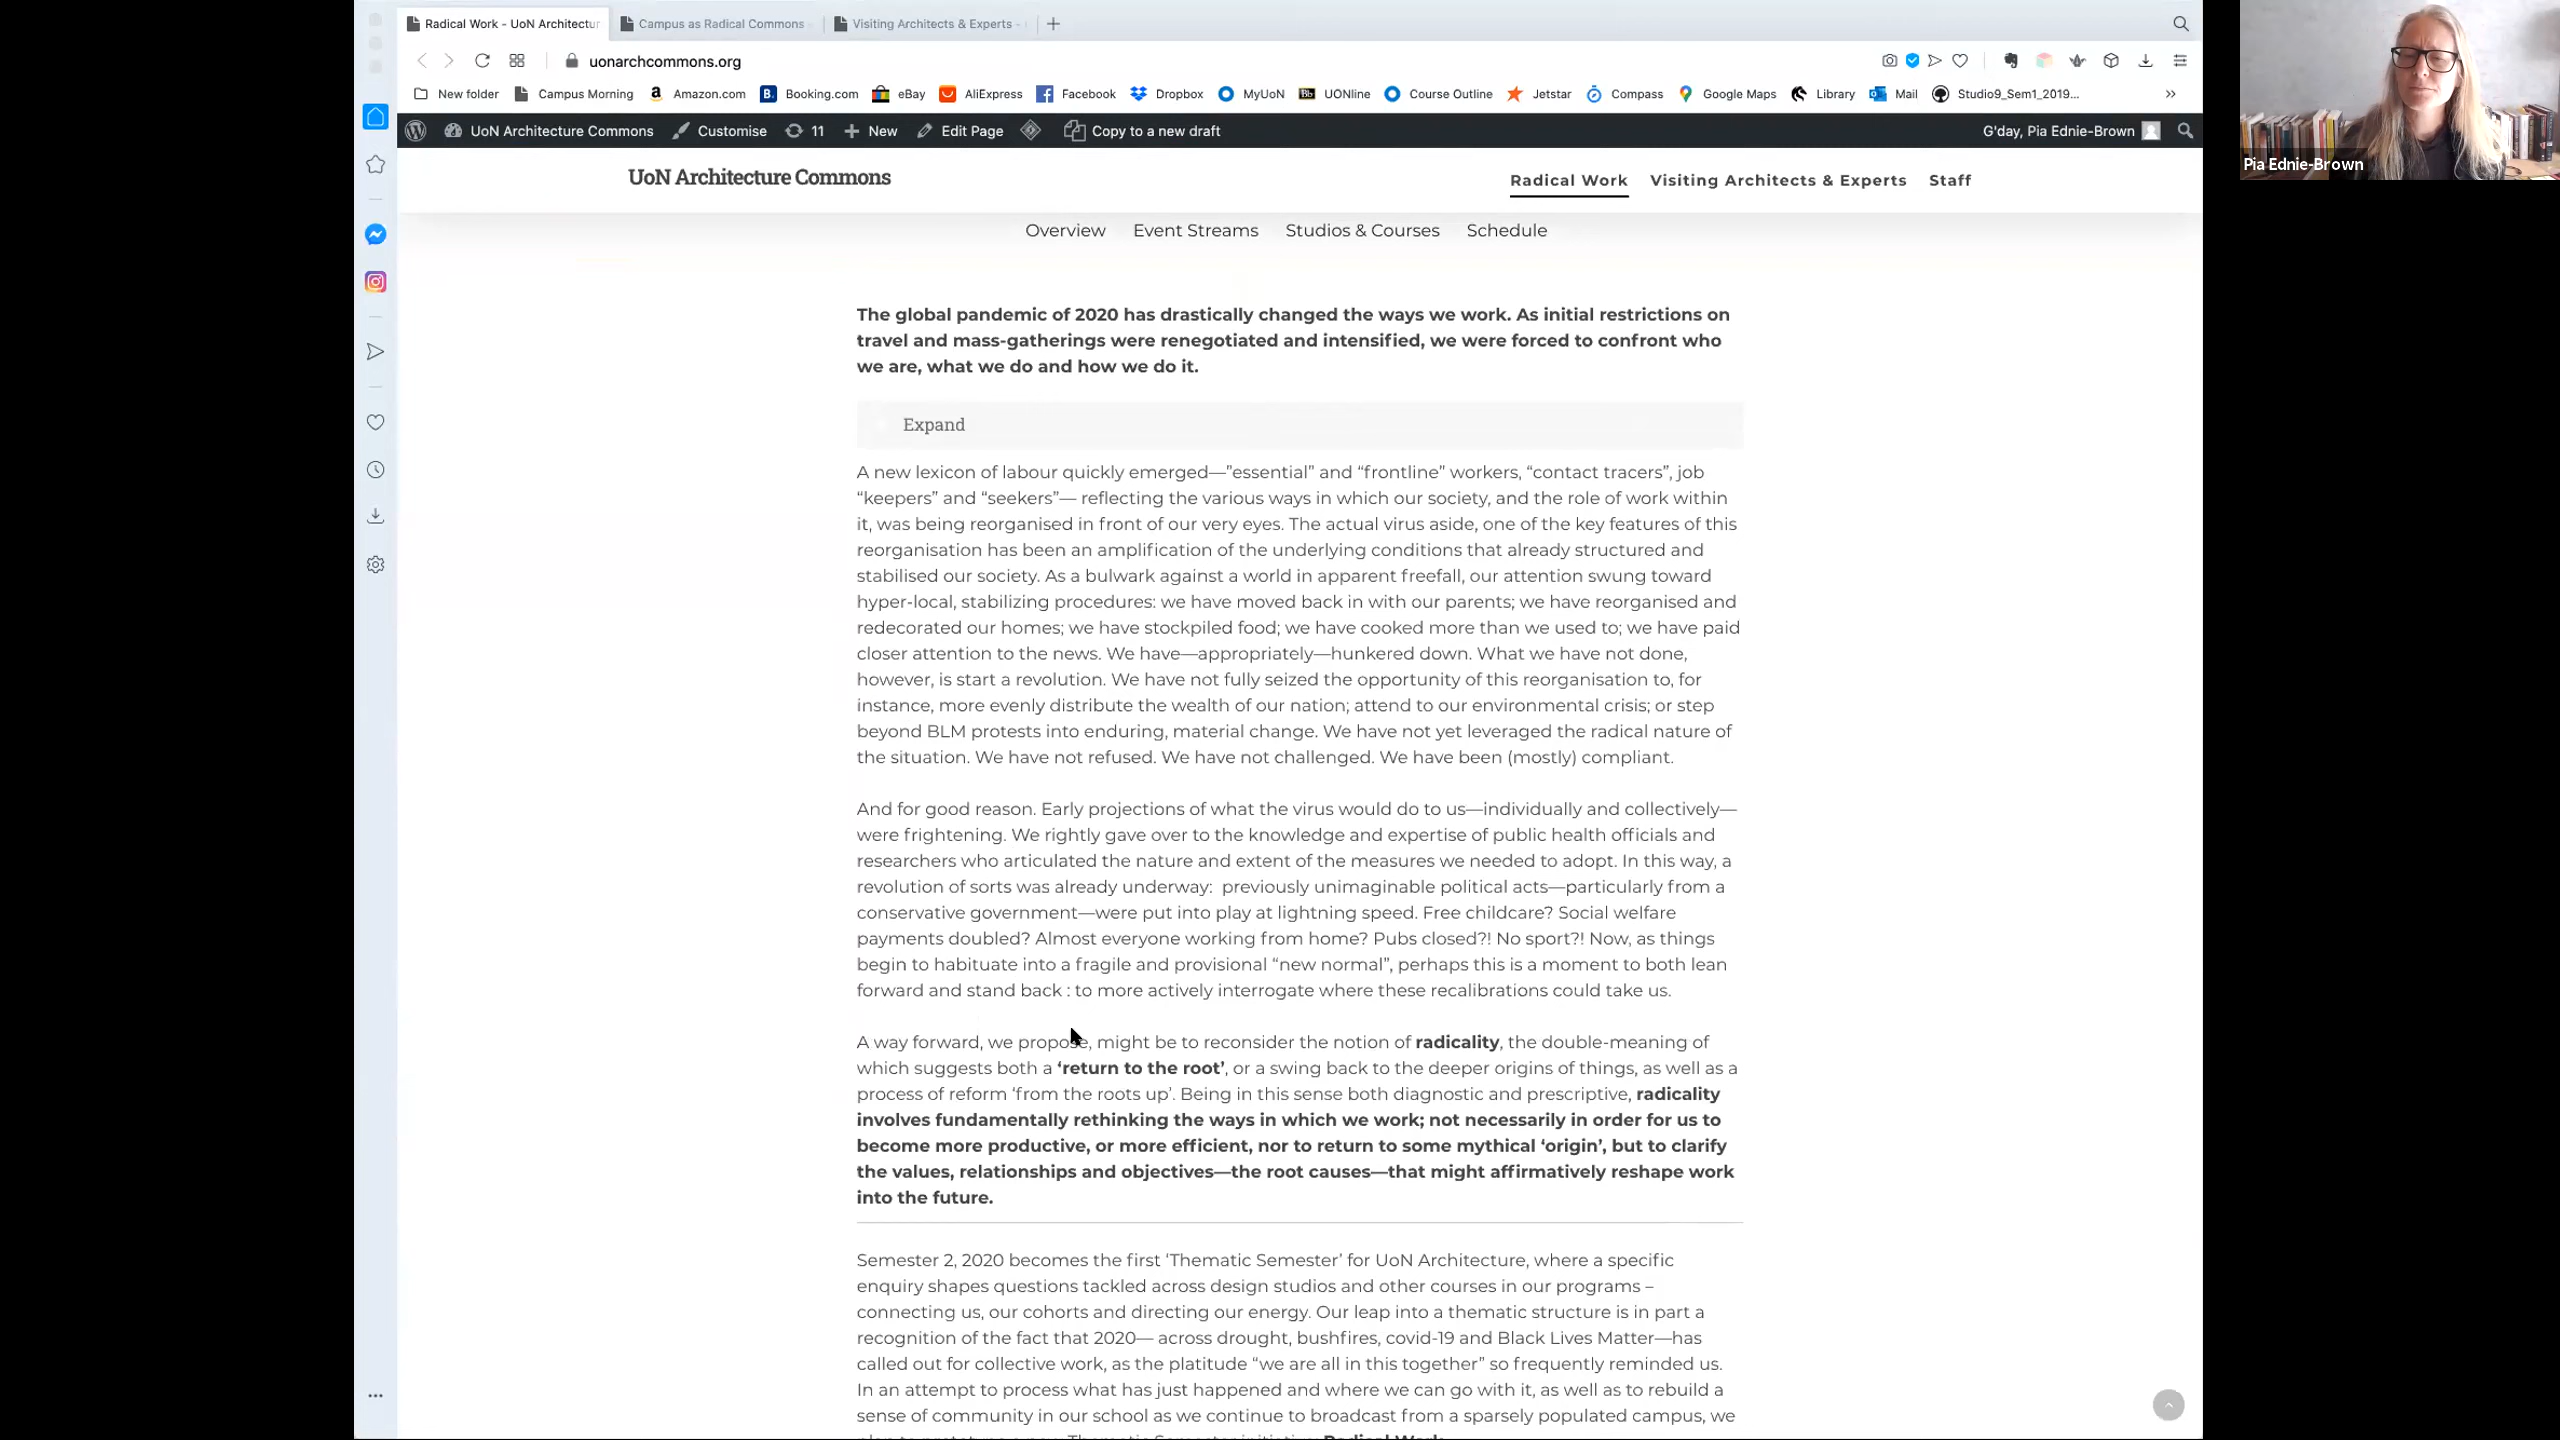 Radical Work - UoN Architectur
Campus as Radical Commons
Visiting Architects & Experts -
uonarchcommons.org
New folder
Campus Morning
Amazon.com
Booking.com
eBay
AliExpress
Facebook
Dropbox
MyUoN
UONline
Course Outline
Jetstar
Compass
Google Maps
Library
Mail
Studio9_Sem1_2019...
UoN Architecture Commons
Customise
11
New
Edit Page
Copy to a new draft
G'day, Pia Ednie-Brown
Pia Ednie-Brown
UoN Architecture Commons
Radical Work
Visiting Architects & Experts
Staff
Overview
Event Streams
Studios & Courses
Schedule
The global pandemic of 2020 has drastically changed the ways we work. As initial restrictions on
travel and mass-gatherings were renegotiated and intensified, we were forced to confront who
we are, what we do and how we do it.
Expand
A new lexicon of labour quickly emerged—”essential” and “frontline” workers, “contact tracers”, job
“keepers” and “seekers”— reflecting the various ways in which our society, and the role of work within
it, was being reorganised in front of our very eyes. The actual virus aside, one of the key features of this
reorganisation has been an amplification of the underlying conditions that already structured and
stabilised our society. As a bulwark against a world in apparent freefall, our attention swung toward
hyper-local, stabilizing procedures: we have moved back in with our parents; we have reorganised and
redecorated our homes; we have stockpiled food; we have cooked more than we used to; we have paid
closer attention to the news. We have—appropriately—hunkered down. What we have not done,
however, is start a revolution. We have not fully seized the opportunity of this reorganisation to, for
instance, more evenly distribute the wealth of our nation; attend to our environmental crisis; or step
beyond BLM protests into enduring, material change. We have not yet leveraged the radical nature of
the situation. We have not refused. We have not challenged. We have been (mostly) compliant.
And for good reason. Early projections of what the virus would do to us—individually and collectively—
were frightening. We rightly gave over to the knowledge and expertise of public health officials and
researchers who articulated the nature and extent of the measures we needed to adopt. In this way, a
revolution of sorts was already underway: previously unimaginable political acts—particularly from a
conservative government—were put into play at lightning speed. Free childcare? Social welfare
payments doubled? Almost everyone working from home? Pubs closed?! No sport?! Now, as things
begin to habituate into a fragile and provisional “new normal”, perhaps this is a moment to both lean
forward and stand back : to more actively interrogate where these recalibrations could take us.
A way forward, we propose, might be to reconsider the notion of radicality, the double-meaning of
which suggests both a ‘return to the root’, or a swing back to the deeper origins of things, as well as a
process of reform ‘from the roots up’. Being in this sense both diagnostic and prescriptive, radicality
involves fundamentally rethinking the ways in which we work; not necessarily in order for us to
become more productive, or more efficient, nor to return to some mythical ‘origin’, but to clarify
the values, relationships and objectives—the root causes—that might affirmatively reshape work
into the future.
Semester 2, 2020 becomes the first ‘Thematic Semester’ for UoN Architecture, where a specific
enquiry shapes questions tackled across design studios and other courses in our programs –
connecting us, our cohorts and directing our energy. Our leap into a thematic structure is in part a
recognition of the fact that 2020— across drought, bushfires, covid-19 and Black Lives Matter—has
called out for collective work, as the platitude “we are all in this together” so frequently reminded us.
In an attempt to process what has just happened and where we can go with it, as well as to rebuild a
sense of community in our school as we continue to broadcast from a sparsely populated campus, we